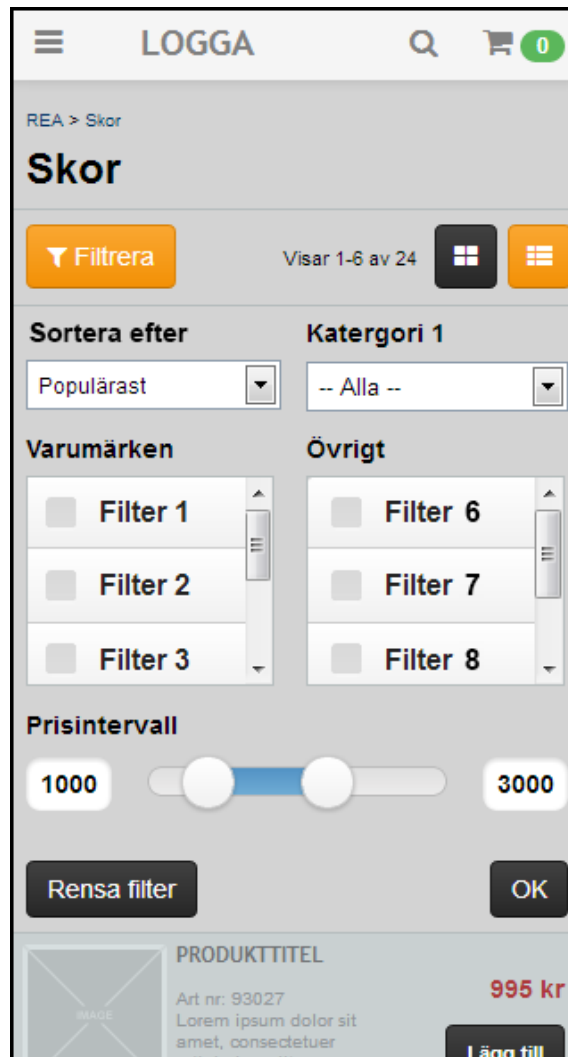 LOGGA 0
REA > Skor
Skor
Filtrera Visar 1-6 av 24
Sortera efter Katergori 1
Populärast -- Alla --
Varumärken Övrigt
Filter 1 Filter 6
Filter 2 Filter 7
Filter 3 Filter 8
Prisintervall
1000 3000
Rensa filter OK
PRODUKTTITEL
995 kr
Art nr: 93027
IMAGE Lorem ipsum dolor sit
amet, consectetuer
Lägg till